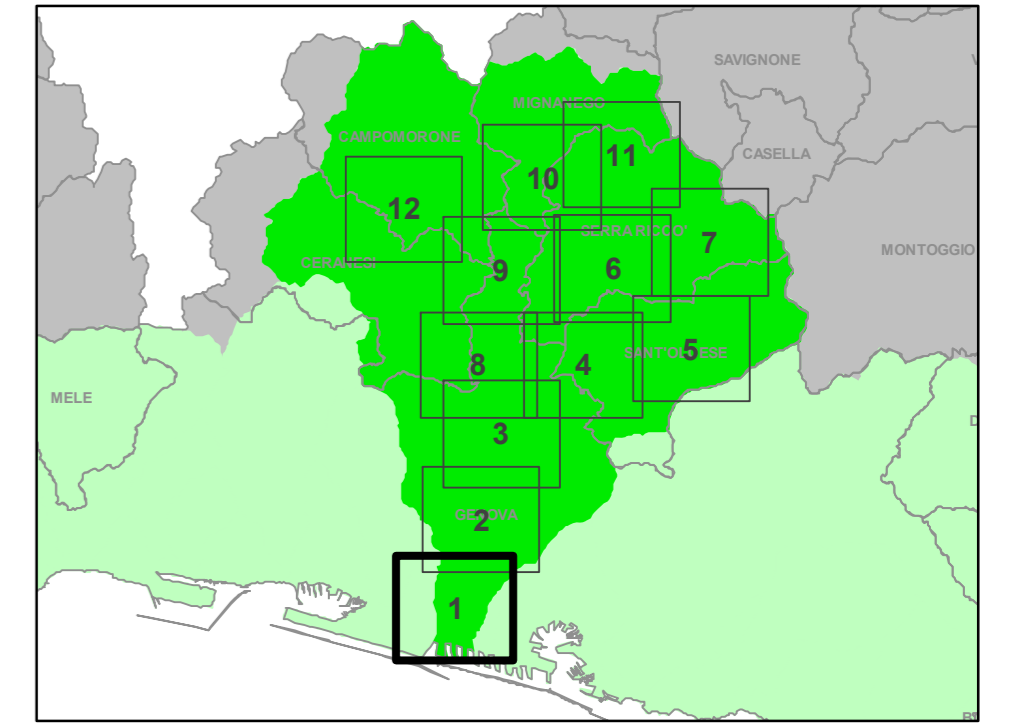 SAVIGNONE
MIGNANEGO
CAMPOMORONE
11
CASELLA
10
12
SERRA RICCO'
7
MONTOGGIO
CERANESI
9
6
SANT'OLCESE
5
8
4
MELE
3
GENOVA
2
1